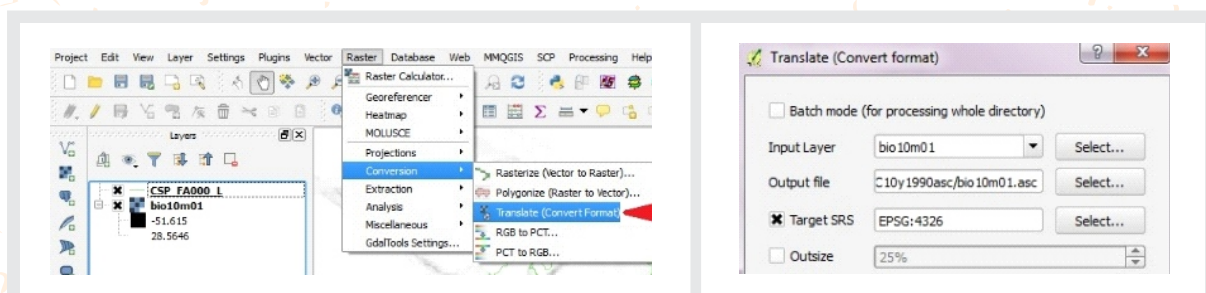 Project Edit View Layer Settings Plugins Vector Raster Database Web MMQGIS SCP Processing Help
Raster Calculator...
Georeferencer
Heatmap
MOLUSCE
Projections
Conversion
Extraction
Analysis
Miscellaneous
GdalTools Settings...
Rasterize (Vector to Raster)...
Polygonize (Raster to Vector)...
Translate (Convert Format)
RGB to PCT...
PCT to RGB...
Layers
CSP_FA000_L
bio10m01
-51.615
28.5646
Translate (Convert format)
Batch mode (for processing whole directory)
Input Layer bio10m01 Select...
Output file C10y1990asc/bio10m01.asc Select...
Target SRS EPSG:4326 Select...
Outsize 25%